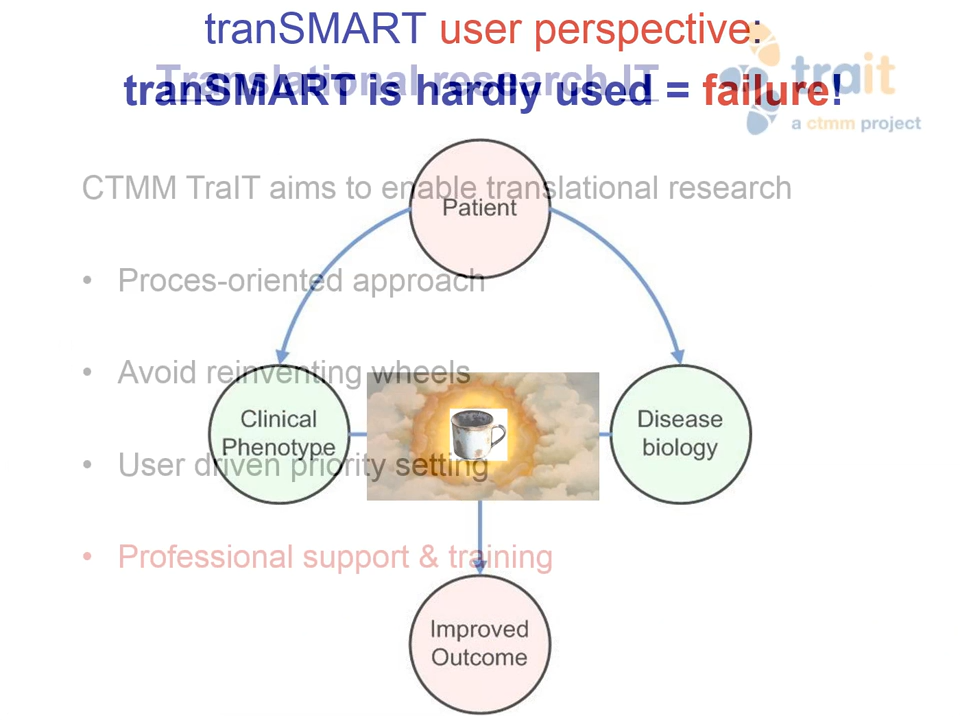 tranSMART user perspective:
Translational research IT
tranSMART is hardly used = failure!
trait
a ctmm project
CTMM TraIT aims to enable translational research
Patient
• Proces-oriented approach
• Avoid reinventing wheels
Clinical
Phenotype
Disease
biology
• User driven priority setting
• Professional support & training
Improved
Outcome